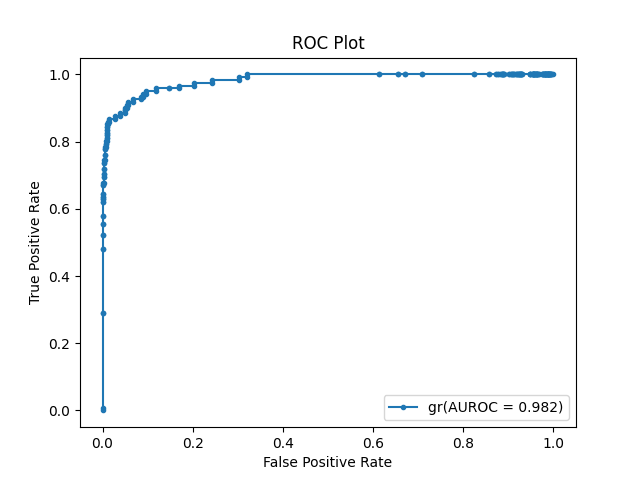 ROC Plot
1.0
0.8
0.6
0.4
0.2
0.0
True Positive Rate
0.0 0.2 0.4 0.6 0.8 1.0
False Positive Rate
gr(AUROC = 0.982)